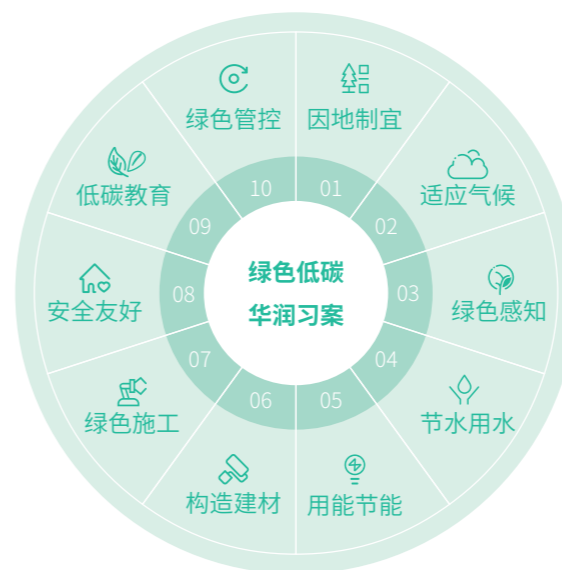 绿色低碳
华润习案
01
因地制宜
02
适应气候
03
绿色感知
04
节水用水
05
用能节能
06
构造建材
07
绿色施工
08
安全友好
09
低碳教育
10
绿色管控